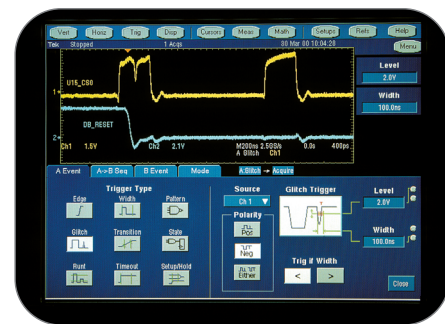 Vert Horiz Trig Disp Cursors Meas Math Setups Refs Help
Tek Stopped 1 Acqs 30 Mar 00 10:04:28 Menu
Level
2.0V
Width
100.0ns
1
U15_CS0
DB_RESET
2
Ch1 1.5V Ch2 2.1V M200ns 2.5GS/s 0.0s 400ps
A Glitch Ch1
A Event A->B Seq B Event Mode A:Glitch → Acquire
Trigger Type
Edge Width Pattern
Glitch Transition State
Runt Timeout Setup/Hold
Source
Ch 1
Polarity
Pos
Neg
Either
Glitch Trigger
Trig if Width
< >
Level
2.0V
Width
100.0ns
Close